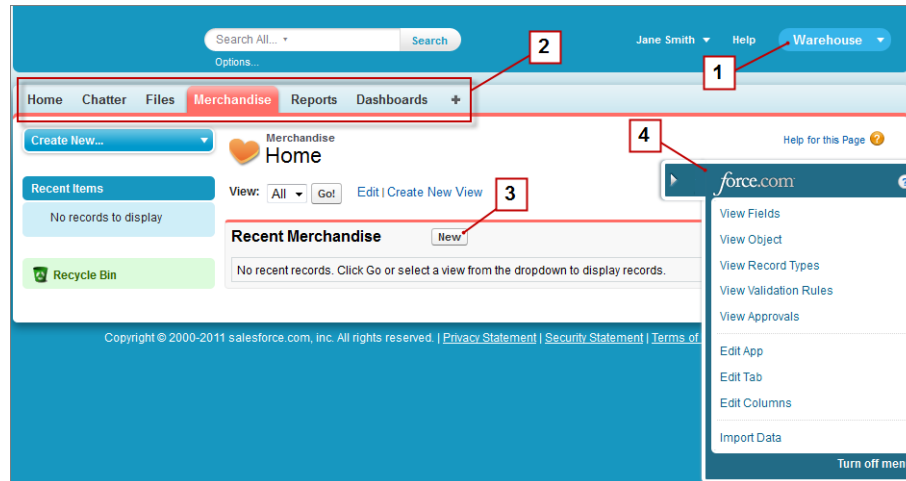 Search All... Search
Options...
Jane Smith Help Warehouse
1
2
Home Chatter Files Merchandise Reports Dashboards +
Create New...
Merchandise
Home
4
Help for this Page ?
View: All Go! Edit | Create New View
3
Recent Items
No records to display
Recent Merchandise New
No recent records. Click Go or select a view from the dropdown to display records.
Recycle Bin
Copyright © 2000-2011 salesforce.com, inc. All rights reserved. | Privacy Statement | Security Statement | Terms of
force.com ?
View Fields
View Object
View Record Types
View Validation Rules
View Approvals
Edit App
Edit Tab
Edit Columns
Import Data
Turn off men